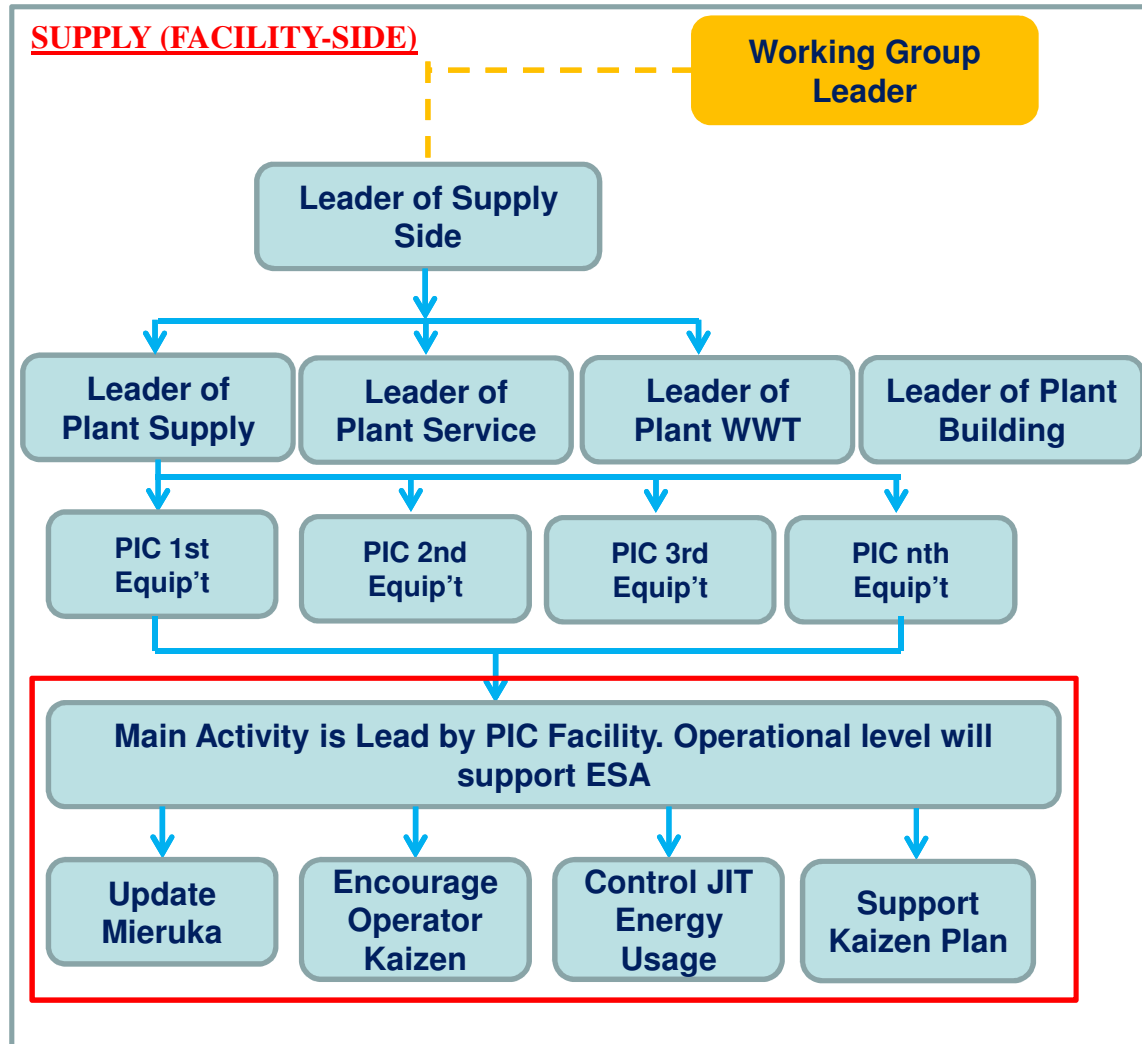 SUPPLY (FACILITY-SIDE)
Working Group
Leader
Leader of Supply
Side
Leader of
Plant Supply
Leader of
Plant Service
Leader of
Plant WWT
Leader of Plant
Building
PIC 1st
Equip’t
PIC 2nd
Equip’t
PIC 3rd
Equip’t
PIC nth
Equip’t
Main Activity is Lead by PIC Facility. Operational level will
support ESA
Update
Mieruka
Encourage
Operator
Kaizen
Control JIT
Energy
Usage
Support
Kaizen Plan